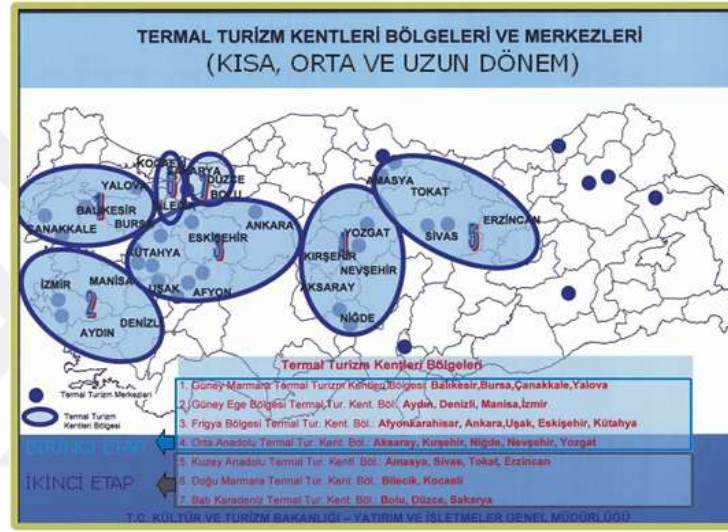 TERMAL TURİZM KENTLERİ BÖLGELERİ VE MERKEZLERİ
(KISA, ORTA VE UZUN DÖNEM)
KOCAELİ
SAKARYA
DÜZCE
BOLU
BİLECİK
YALOVA
BALIKESİR
BURSA
ÇANAKKALE
AMASYA
TOKAT
ERZİNCAN
SİVAS
5
ANKARA
ESKİŞEHİR
KÜTAHYA
3
UŞAK
AFYON
YOZGAT
4
KIRŞEHİR
NEVŞEHİR
AKSARAY
NİĞDE
İZMİR
MANİSA
2
AYDIN
DENİZLİ
Termal Turizm Merkezleri
Termal Turizm
Kentleri Bölgesi
Termal Turizm Kentleri Bölgeleri
1. Güney Marmara Termal Turizm Kentleri Bölgesi: Balıkesir,Bursa,Çanakkale,Yalova
2. Güney Ege Bölgesi Termal Tur. Kent. Böl.: Aydın, Denizli, Manisa,İzmir
3. Frigya Bölgesi Termal Tur. Kent. Böl.: Afyonkarahisar, Ankara,Uşak, Eskişehir, Kütahya
4. Orta Anadolu Termal Tur. Kent. Böl.: Aksaray, Kırşehir, Niğde, Nevşehir, Yozgat
BİRİNCİ ETAP
5. Kuzey Anadolu Termal Tur. Kentl. Böl.: Amasya, Sivas, Tokat, Erzincan
6. Doğu Marmara Termal Tur. Kent. Böl.: Bilecik, Kocaeli
7. Batı Karadeniz Termal Tur. Kent. Böl.: Bolu, Düzce, Sakarya
İKİNCİ ETAP
T.C. KÜLTÜR VE TURİZM BAKANLIĞI – YATIRIM VE İŞLETMELER GENEL MÜDÜRLÜĞÜ